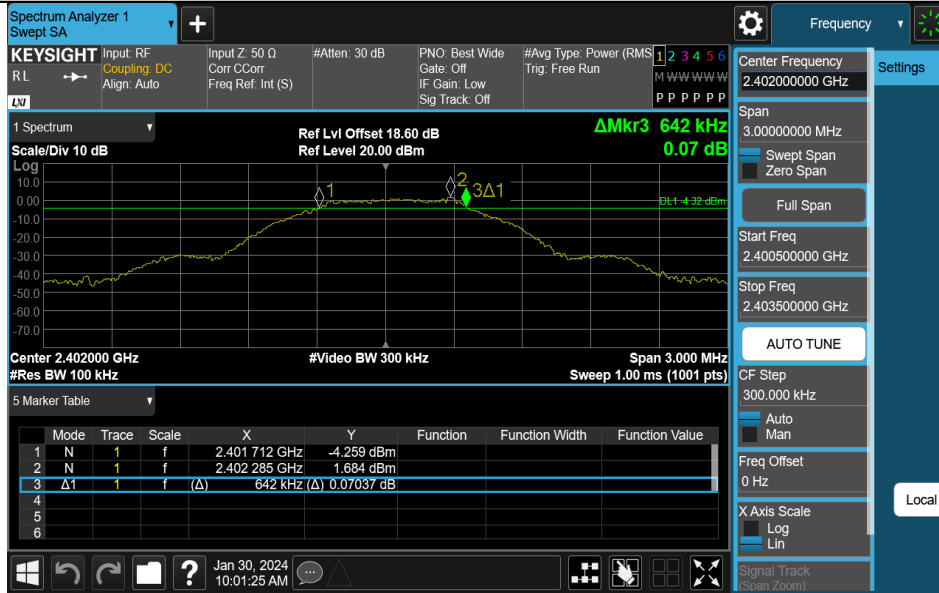 Spectrum Analyzer 1
Swept SA
+
Frequency
KEYSIGHT
RL
LXI
Input: RF
Coupling: DC
Align: Auto
Input Z: 50 Ω
Corr CCorr
Freq Ref: Int (S)
#Atten: 30 dB
PNO: Best Wide
Gate: Off
IF Gain: Low
Sig Track: Off
#Avg Type: Power (RMS
Trig: Free Run
1 2 3 4 5 6
M W W W W W
P P P P P P
Center Frequency
2.402000000 GHz
Settings
Span
3.00000000 MHz
Swept Span
Zero Span
Full Span
Start Freq
2.400500000 GHz
Stop Freq
2.403500000 GHz
AUTO TUNE
CF Step
300.000 kHz
Auto
Man
Freq Offset
0 Hz
X Axis Scale
Log
Lin
Signal Track
(Span Zoom)
Local
1 Spectrum
Scale/Div 10 dB
Ref Lvl Offset 18.60 dB
Ref Level 20.00 dBm
ΔMkr3 642 kHz
0.07 dB
Log
10.0
0.00
-10.0
-20.0
-30.0
-40.0
-50.0
-60.0
-70.0
1
2
3Δ1
DL1 -4.32 dBm
Center 2.402000 GHz
#Video BW 300 kHz
Span 3.000 MHz
#Res BW 100 kHz
Sweep 1.00 ms (1001 pts)
5 Marker Table
Mode Trace Scale X Y Function Function Width Function Value
1 N 1 f 2.401 712 GHz -4.259 dBm
2 N 1 f 2.402 285 GHz 1.684 dBm
3 Δ1 1 f (Δ) 642 kHz (Δ) 0.07037 dB
4
5
6
?
Jan 30, 2024
10:01:25 AM